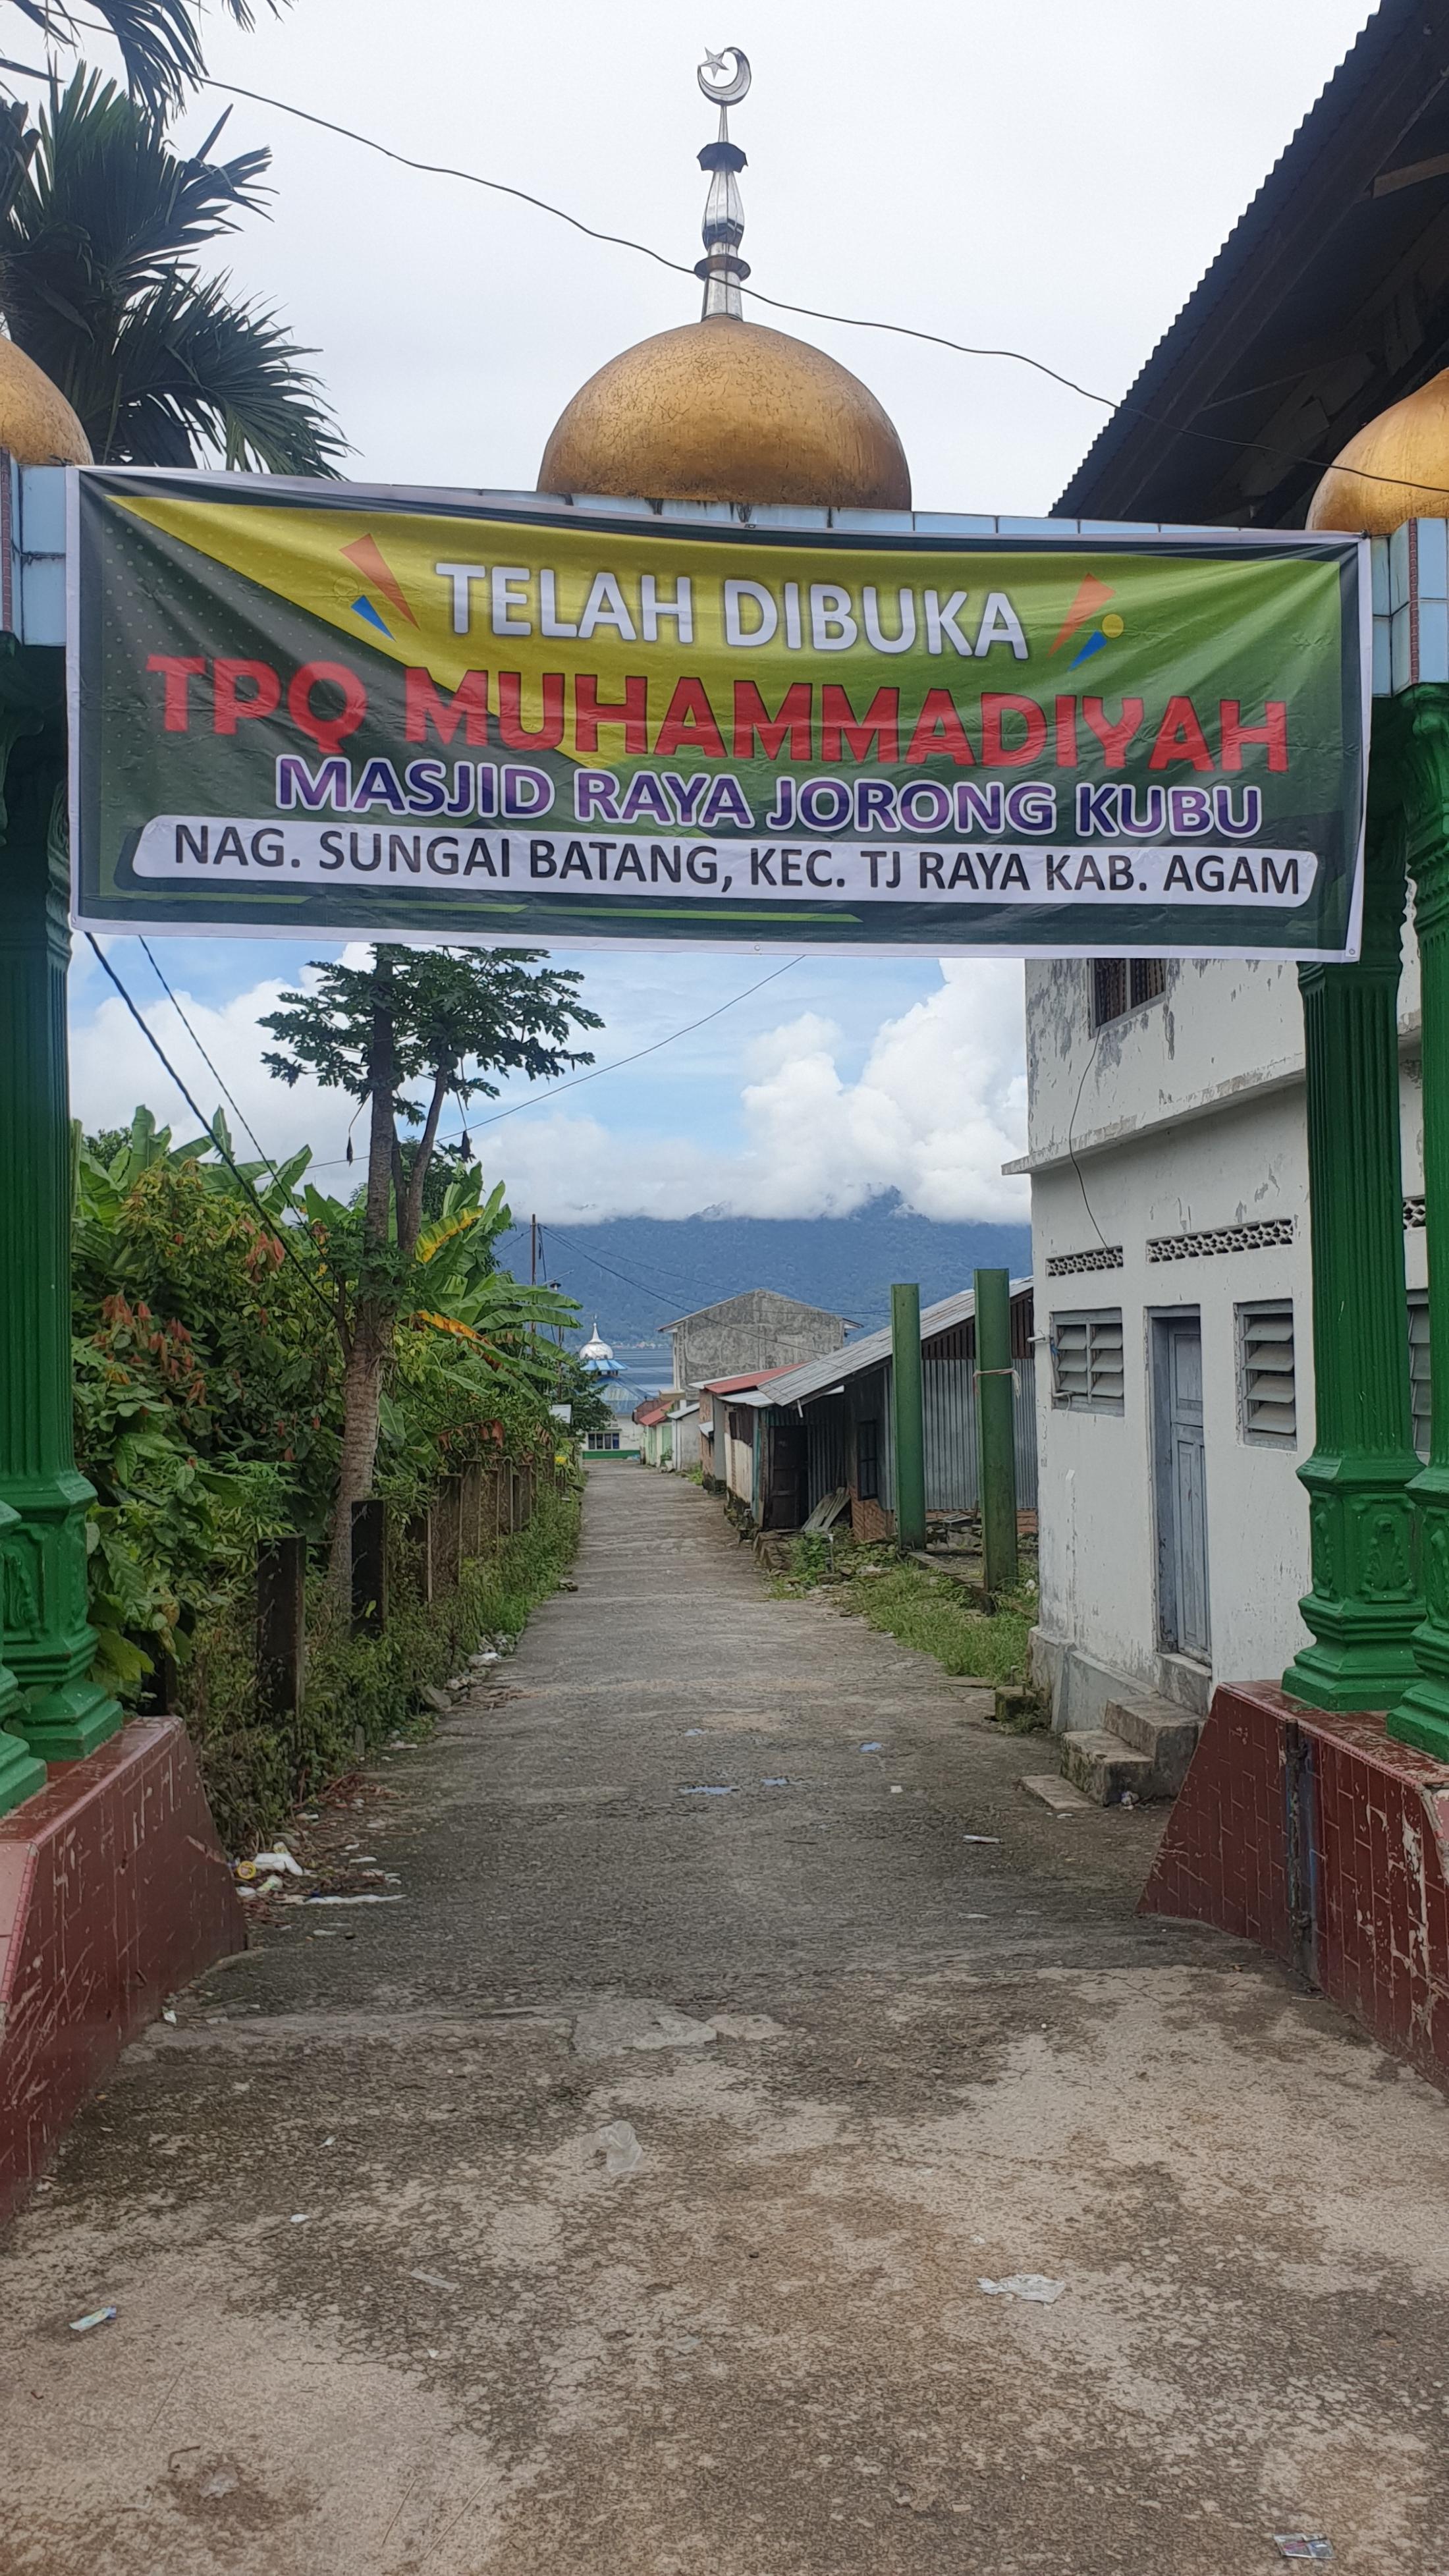 TELAH DIBUKA
TPQ MUHAMMADIYAH
MASJID RAYA JORONG KUBU
NAG. SUNGAI BATANG, KEC. TJ RAYA KAB. AGAM